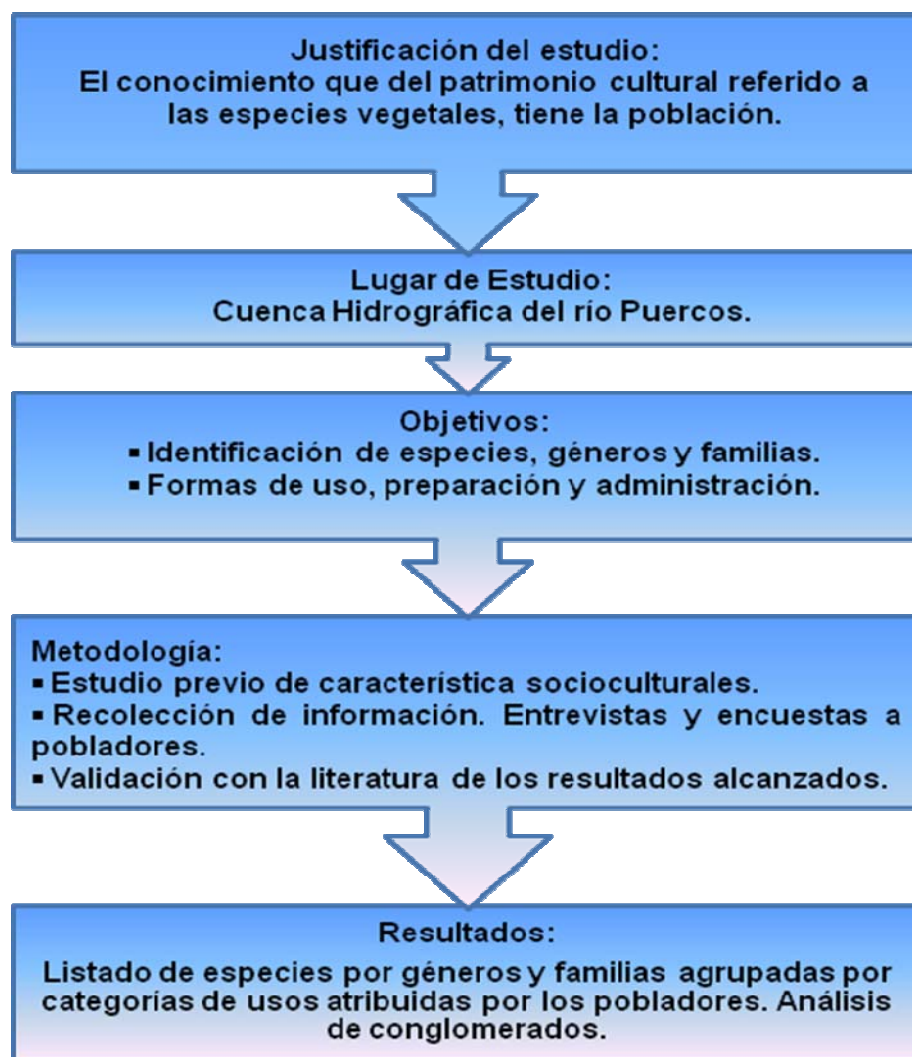 Justificación del estudio:
El conocimiento que del patrimonio cultural referido a
las especies vegetales, tiene la población.
Lugar de Estudio:
Cuenca Hidrográfica del río Puercos.
Objetivos:
▪ Identificación de especies, géneros y familias.
▪ Formas de uso, preparación y administración.
Metodología:
▪ Estudio previo de característica socioculturales.
▪ Recolección de información. Entrevistas y encuestas a
pobladores.
▪ Validación con la literatura de los resultados alcanzados.
Resultados:
Listado de especies por géneros y familias agrupadas por
categorías de usos atribuidas por los pobladores. Análisis
de conglomerados.